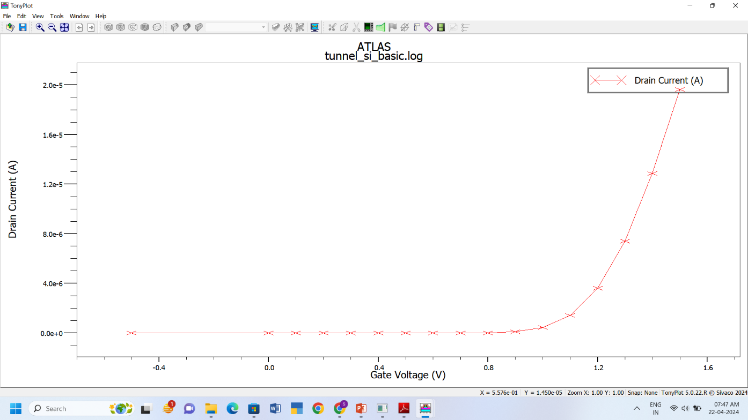 TonyPlot
File Edit View Tools Window Help
ATLAS
tunnel_si_basic.log
Drain Current (A)
Drain Current (A)
2.0e-5
1.6e-5
1.2e-5
8.0e-6
4.0e-6
0.0e+0
-0.4 0.0 0.4 0.8 1.2 1.6
Gate Voltage (V)
X = 5.576e-01 Y = 1.450e-05 Zoom X: 1.00 Y: 1.00 Snap: None TonyPlot 5.0.22.R © Silvaco 2024
Search
1
ENG
IN
07:47 AM
22-04-2024